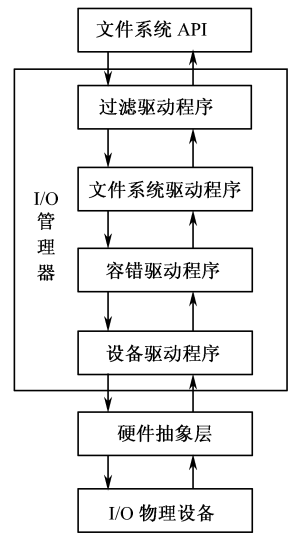 文件系统 API
过滤驱动程序
文件系统驱动程序
I/O
管
理
器
容错驱动程序
设备驱动程序
硬件抽象层
I/O 物理设备